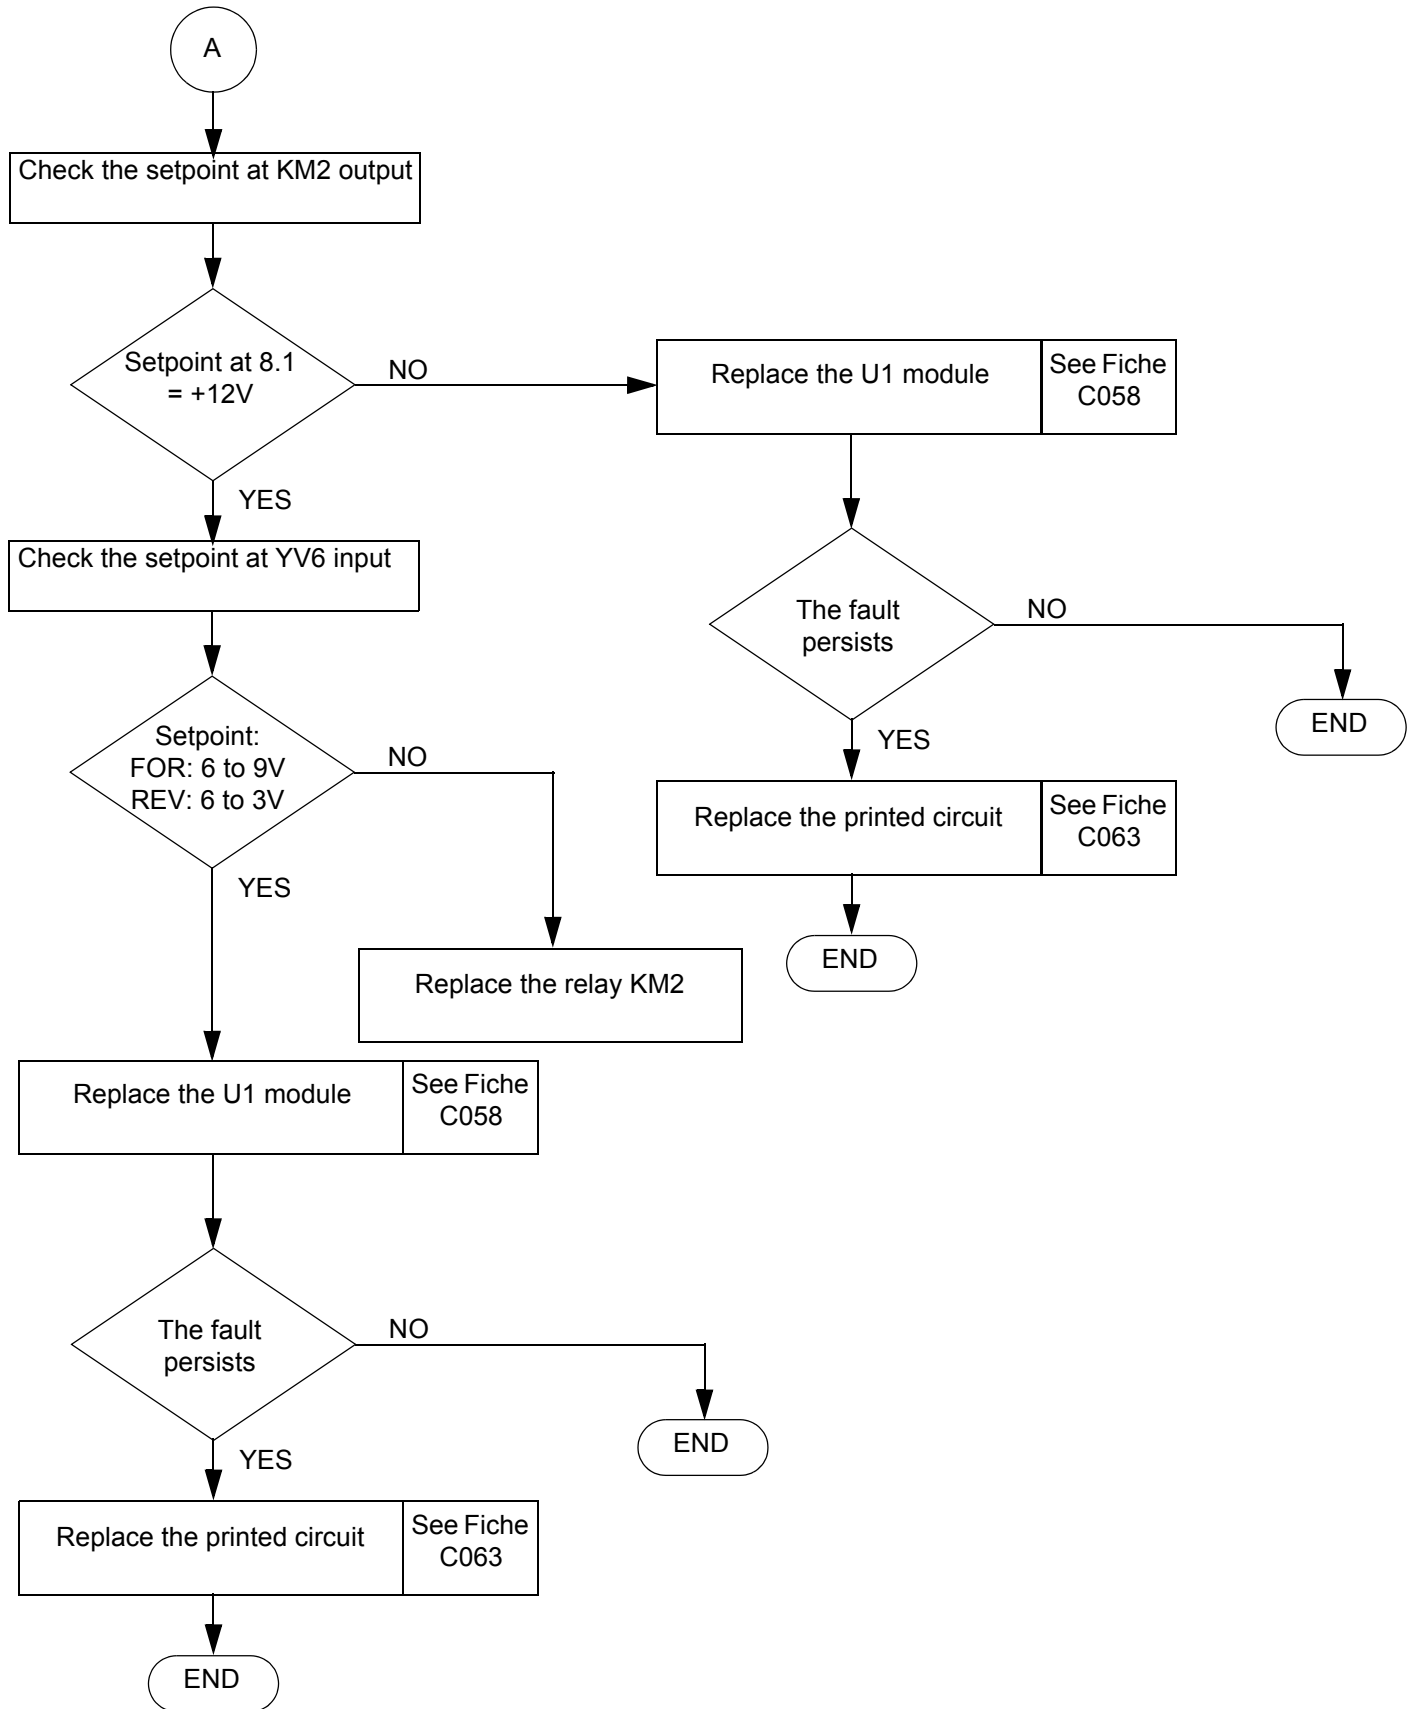 A
Check the setpoint at KM2 output
Setpoint at 8.1
= +12V
NO
Replace the U1 module
See Fiche
C058
YES
Check the setpoint at YV6 input
The fault
persists
NO
END
YES
Setpoint:
FOR: 6 to 9V
REV: 6 to 3V
NO
Replace the printed circuit
See Fiche
C063
YES
END
Replace the relay KM2
Replace the U1 module
See Fiche
C058
The fault
persists
NO
END
YES
Replace the printed circuit
See Fiche
C063
END